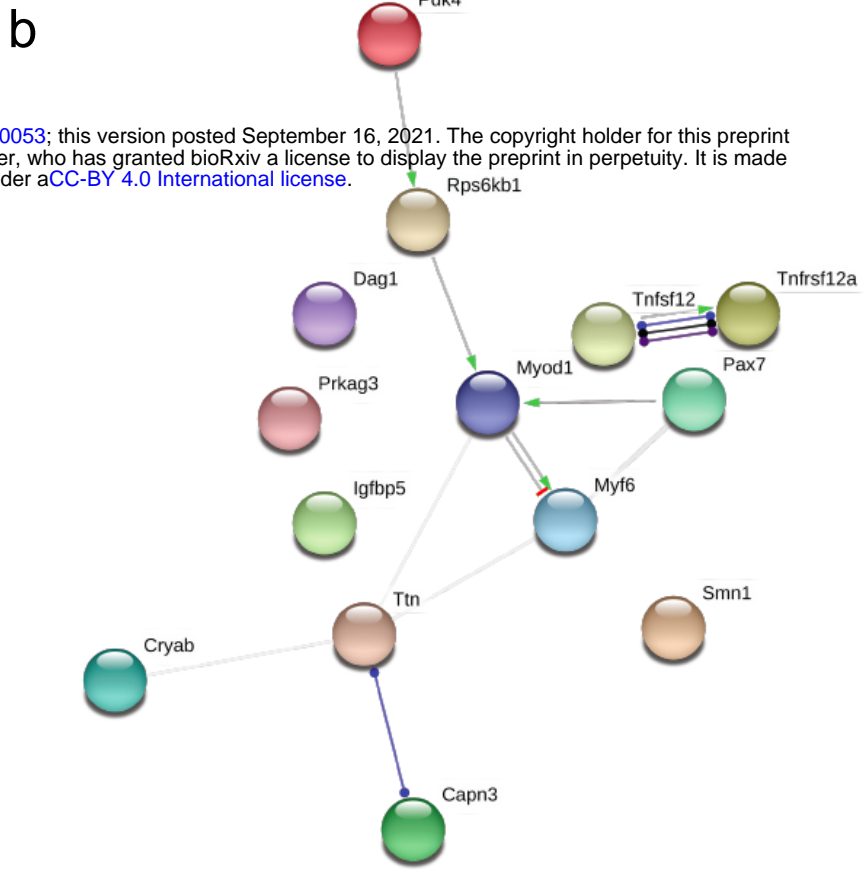 b
Pdk4
0053; this version posted September 16, 2021. The copyright holder for this preprint
er, who has granted bioRxiv a license to display the preprint in perpetuity. It is made
der aCC-BY 4.0 International license.
Rps6kb1
Dag1
Tnfrsf12a
Tnfsf12
Myod1
Pax7
Prkag3
Igfbp5
Myf6
Ttn
Smn1
Cryab
Capn3